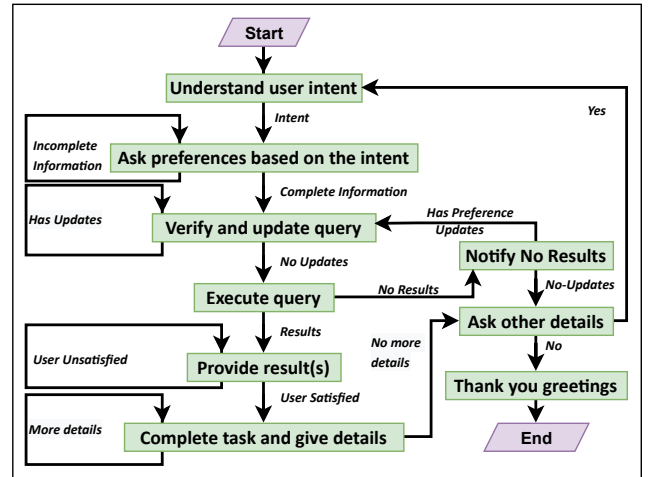 Start
Understand user intent
Yes
Intent
Incomplete
Information
Ask preferences based on the intent
Complete Information
Has Updates
Has Preference
Updates
Verify and update query
Notify No Results
No Updates
No-Updates
Execute query
No Results
Ask other details
Results
No more
details
No
User Unsatisfied
Provide result(s)
Thank you greetings
User Satisfied
More details
Complete task and give details
End